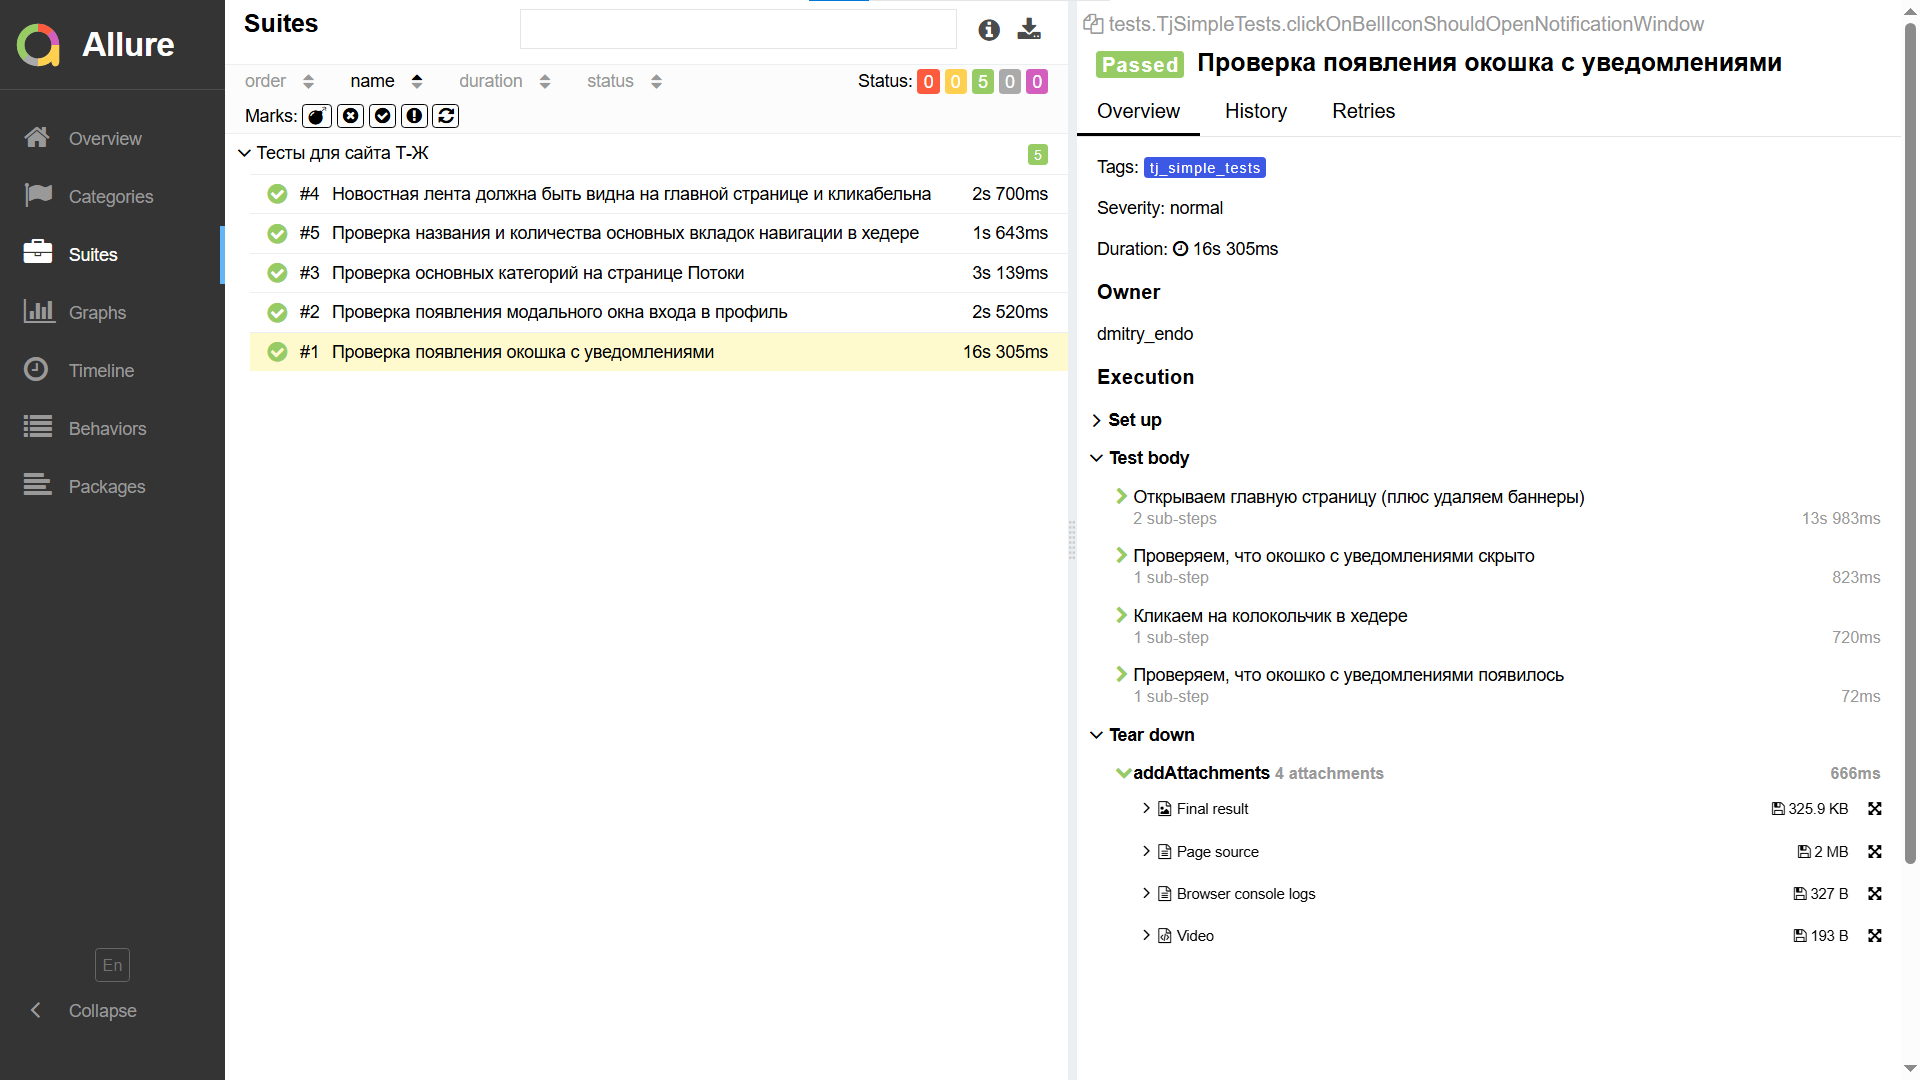 Allure
Overview
Categories
Suites
Graphs
Timeline
Behaviors
Packages
En
Collapse
Suites
order name duration status Status: 0 0 5 0 0
Marks:
Тесты для сайта Т-Ж 5
#4 Новостная лента должна быть видна на главной странице и кликабельна 2s 700ms
#5 Проверка названия и количества основных вкладок навигации в хедере 1s 643ms
#3 Проверка основных категорий на странице Потоки 3s 139ms
#2 Проверка появления модального окна входа в профиль 2s 520ms
#1 Проверка появления окошка с уведомлениями 16s 305ms
tests.TjSimpleTests.clickOnBellIconShouldOpenNotificationWindow
Passed Проверка появления окошка с уведомлениями
Overview History Retries
Tags: tj_simple_tests
Severity: normal
Duration: 16s 305ms
Owner
dmitry_endo
Execution
Set up
Test body
Открываем главную страницу (плюс удаляем баннеры)
2 sub-steps 13s 983ms
Проверяем, что окошко с уведомлениями скрыто
1 sub-step 823ms
Кликаем на колокольчик в хедере
1 sub-step 720ms
Проверяем, что окошко с уведомлениями появилось
1 sub-step 72ms
Tear down
addAttachments 4 attachments 666ms
Final result 325.9 KB
Page source 2 MB
Browser console logs 327 B
Video 193 B